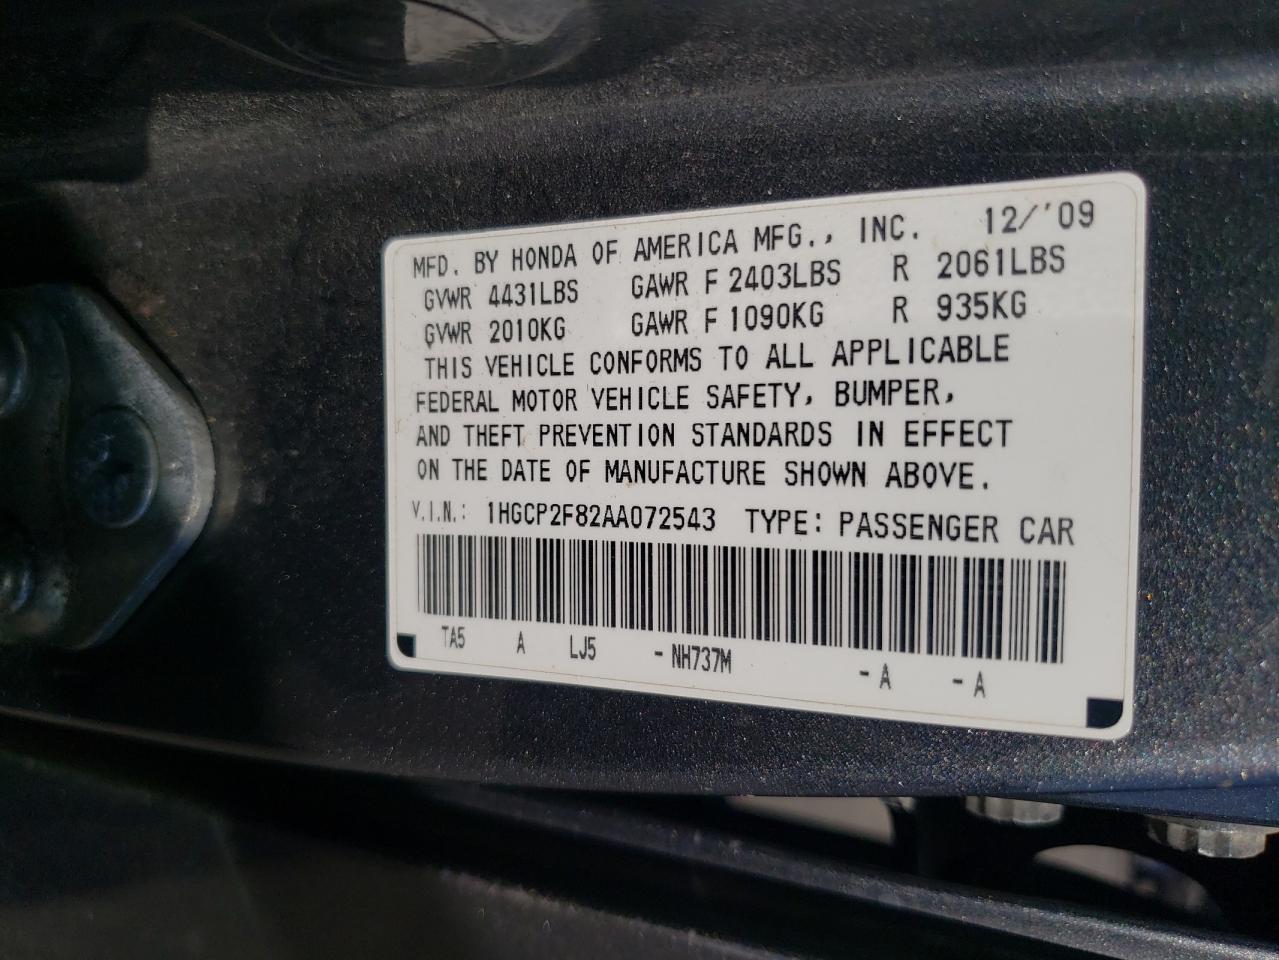 MFD. BY HONDA OF AMERICA MFG., INC. 12/'09
GVWR 4431LBS GAWR F 2403LBS R 2061LBS
GVWR 2010KG GAWR F 1090KG R 935KG
THIS VEHICLE CONFORMS TO ALL APPLICABLE
FEDERAL MOTOR VEHICLE SAFETY, BUMPER,
AND THEFT PREVENTION STANDARDS IN EFFECT
ON THE DATE OF MANUFACTURE SHOWN ABOVE.
V.I.N.: 1HGCP2F82AA072543 TYPE: PASSENGER CAR
TA5 A LJ5 -NH737M -A -A